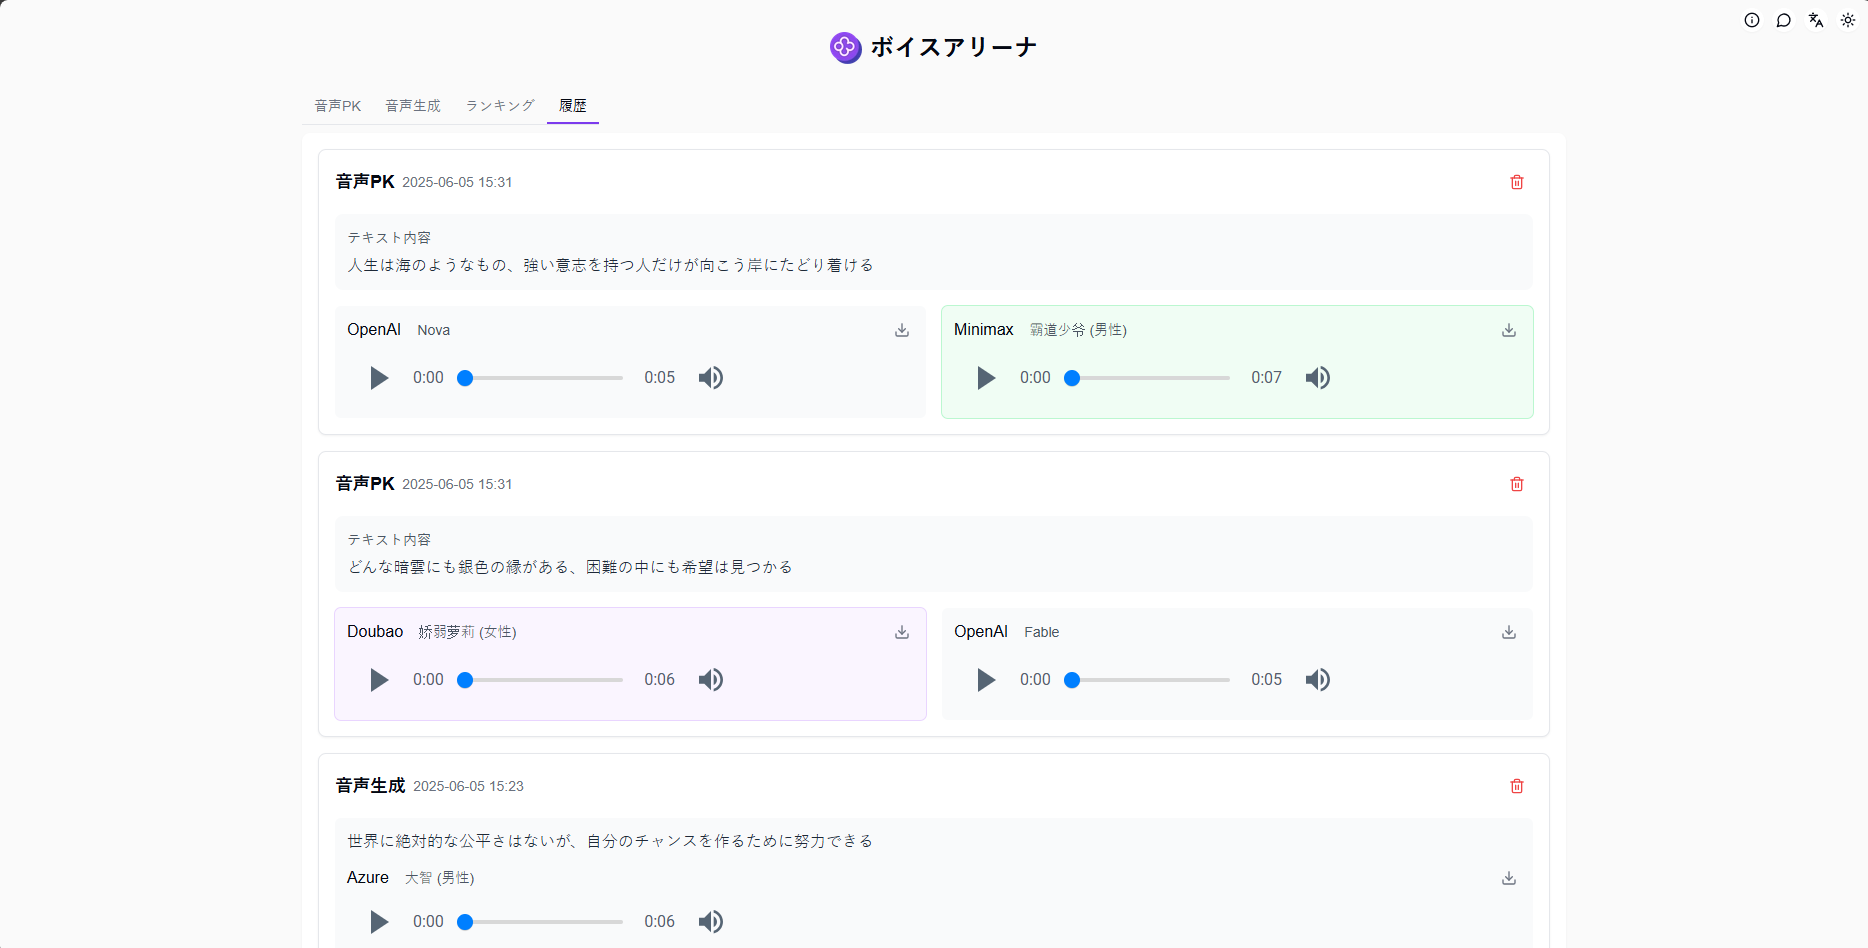 ボイスアリーナ
音声PK 音声生成 ランキング 履歴
音声PK 2025-06-05 15:31
テキスト内容
人生は海のようなもの、強い意志を持つ人だけが向こう岸にたどり着ける
OpenAI Nova
0:00 0:05
Minimax 霸道少爷 (男性)
0:00 0:07
音声PK 2025-06-05 15:31
テキスト内容
どんな暗雲にも銀色の縁がある、困難の中にも希望は見つかる
Doubao 娇弱萝莉 (女性)
0:00 0:06
OpenAI Fable
0:00 0:05
音声生成 2025-06-05 15:23
世界に絶対的な公平さはないが、自分のチャンスを作るために努力できる
Azure 大智 (男性)
0:00 0:06